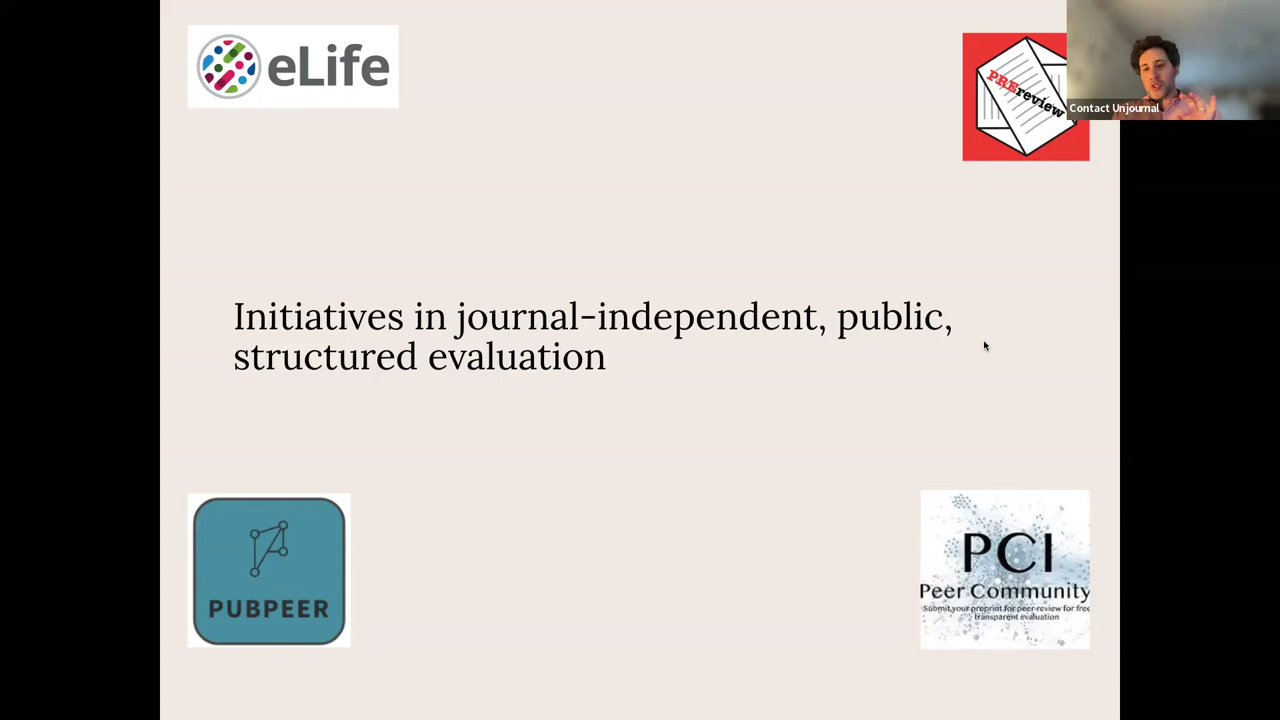 eLife
PREreview
Contact Unjournal
Initiatives in journal-independent, public,
structured evaluation
PUBPEER
PCI
Peer Community
Submit your preprint for peer-review for free
transparent evaluation